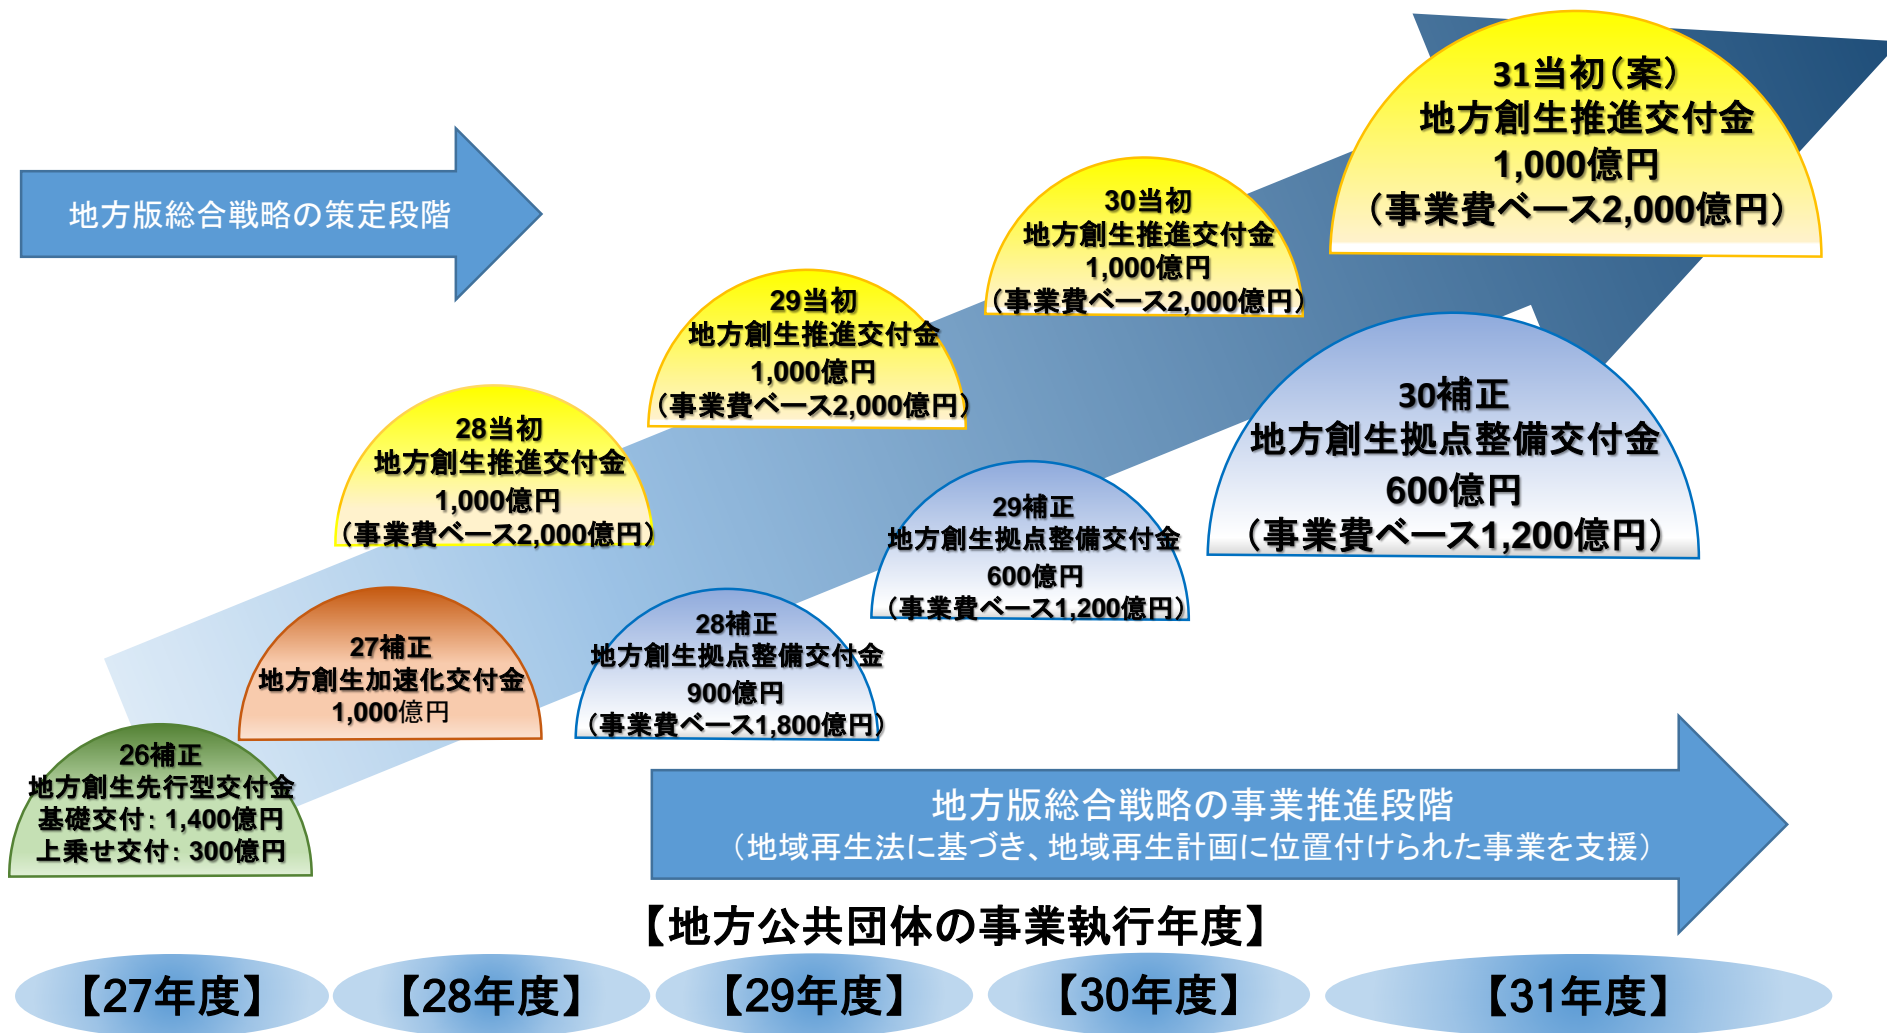 31当初（案）
地方創生推進交付金
1,000億円
（事業費ベース2,000億円）
地方版総合戦略の策定段階
30当初
地方創生推進交付金
1,000億円
（事業費ベース2,000億円）
29当初
地方創生推進交付金
1,000億円
（事業費ベース2,000億円）
28当初
地方創生推進交付金
1,000億円
（事業費ベース2,000億円）
30補正
地方創生拠点整備交付金
600億円
（事業費ベース1,200億円）
29補正
地方創生拠点整備交付金
600億円
（事業費ベース1,200億円）
28補正
地方創生拠点整備交付金
900億円
（事業費ベース1,800億円）
27補正
地方創生加速化交付金
1,000億円
26補正
地方創生先行型交付金
基礎交付：1,400億円
上乗せ交付：300億円
地方版総合戦略の事業推進段階
（地域再生法に基づき、地域再生計画に位置付けられた事業を支援）
【地方公共団体の事業執行年度】
【27年度】
【28年度】
【29年度】
【30年度】
【31年度】